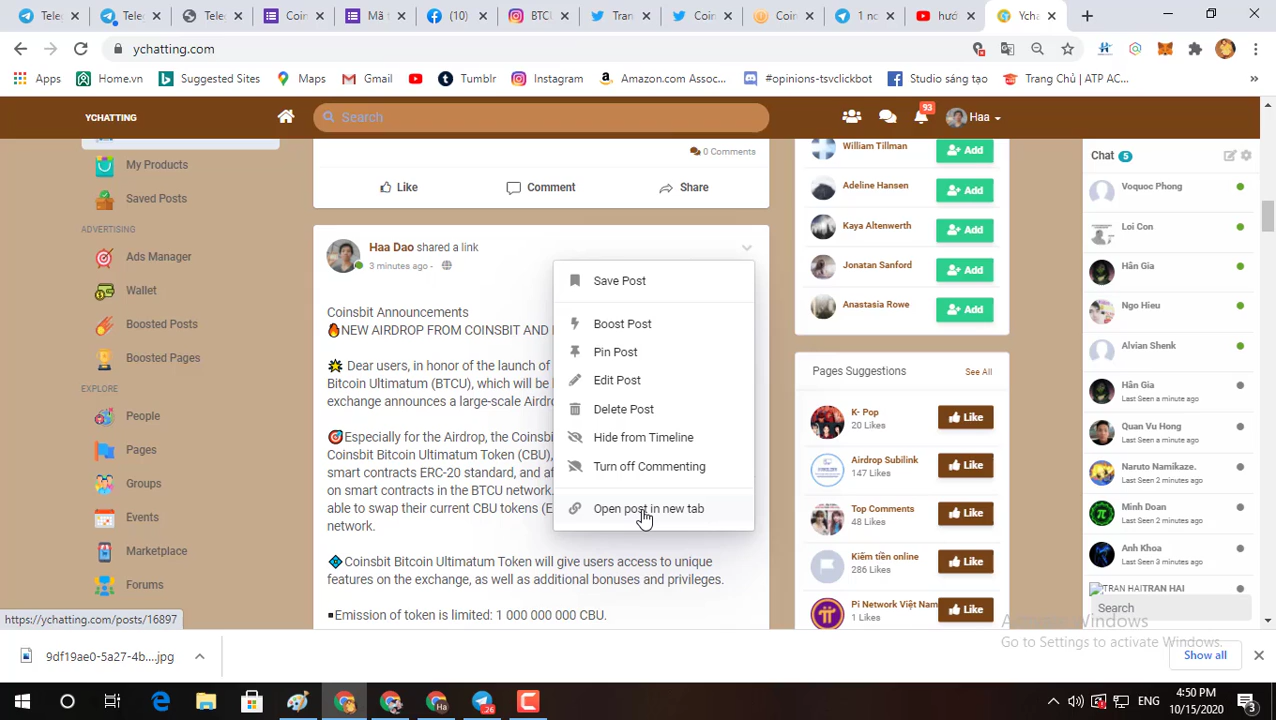 Tele
Tele
Telec
Coin
Mã t
(10)
BTC
Tran
Coin
Coin
1 nc
hướ
Ycha
ychatting.com
Apps
Home.vn
Suggested Sites
Maps
Gmail
Tumblr
Instagram
Amazon.com Assoc...
#opinions-tsvclickbot
Studio sáng tạo
Trang Chủ | ATP AC...
YCHATTING
Search
93
Haa
My Products
Saved Posts
ADVERTISING
Ads Manager
Wallet
Boosted Posts
Boosted Pages
EXPLORE
People
Pages
Groups
Events
Marketplace
Forums
https://ychatting.com/posts/16897
0 Comments
Like
Comment
Share
Haa Dao shared a link
3 minutes ago -
Coinsbit Announcements
NEW AIRDROP FROM COINSBIT AND
Dear users, in honor of the launch of
Bitcoin Ultimatum (BTCU), which will be
exchange announces a large-scale Airdro
Especially for the Airdrop, the Coinsbi
Coinsbit Bitcoin Ultimatum Token (CBU),
smart contracts ERC-20 standard, and af
on smart contracts in the BTCU network.
able to swap their current CBU tokens (E
network.
Coinsbit Bitcoin Ultimatum Token will give users access to unique
features on the exchange, as well as additional bonuses and privileges.
Emission of token is limited: 1 000 000 000 CBU.
Save Post
Boost Post
Pin Post
Edit Post
Delete Post
Hide from Timeline
Turn off Commenting
Open post in new tab
William Tillman
Add
Adeline Hansen
Add
Kaya Altenwerth
Add
Jonatan Sanford
Add
Anastasia Rowe
Add
Pages Suggestions
See All
K- Pop
20 Likes
Like
Airdrop Subilink
147 Likes
Like
Top Comments
48 Likes
Like
Kiếm tiền online
286 Likes
Like
Pi Network Việt Nam
1 Likes
Like
Chat 5
Voquoc Phong
Loi Con
Hân Gia
Ngo Hieu
Alvian Shenk
Hân Gia
Last Seen a minute ago
Quan Vu Hong
Last Seen a minute ago
Naruto Namikaze.
Last Seen 2 minutes ago
Minh Doan
Last Seen 2 minutes ago
Anh Khoa
Last Seen 3 minutes ago
TRAN HAITRAN HAI
Search
Activate Windows
Go to Settings to activate Windows.
9df19ae0-5a27-4b....jpg
Show all
26
ENG
4:50 PM
10/15/2020
3